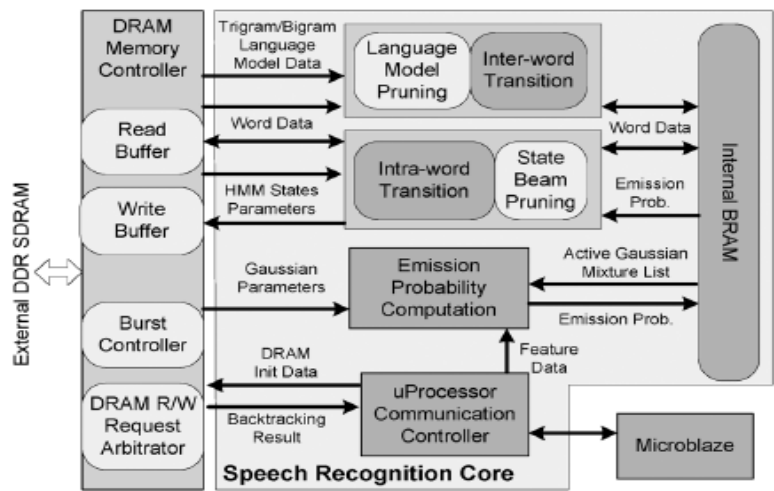 DRAM
Memory
Controller
Read
Buffer
Write
Buffer
Burst
Controller
DRAM R/W
Request
Arbitrator
External DDR SDRAM
Trigram/Bigram
Language
Model Data
Word Data
HMM States
Parameters
Gaussian
Parameters
DRAM
Init Data
Backtracking
Result
Language
Model
Pruning
Inter-word
Transition
Intra-word
Transition
State
Beam
Pruning
Emission
Probability
Computation
uProcessor
Communication
Controller
Feature
Data
Word Data
Emission
Prob.
Active Gaussian
Mixture List
Emission Prob.
Internal BRAM
Microblaze
Speech Recognition Core